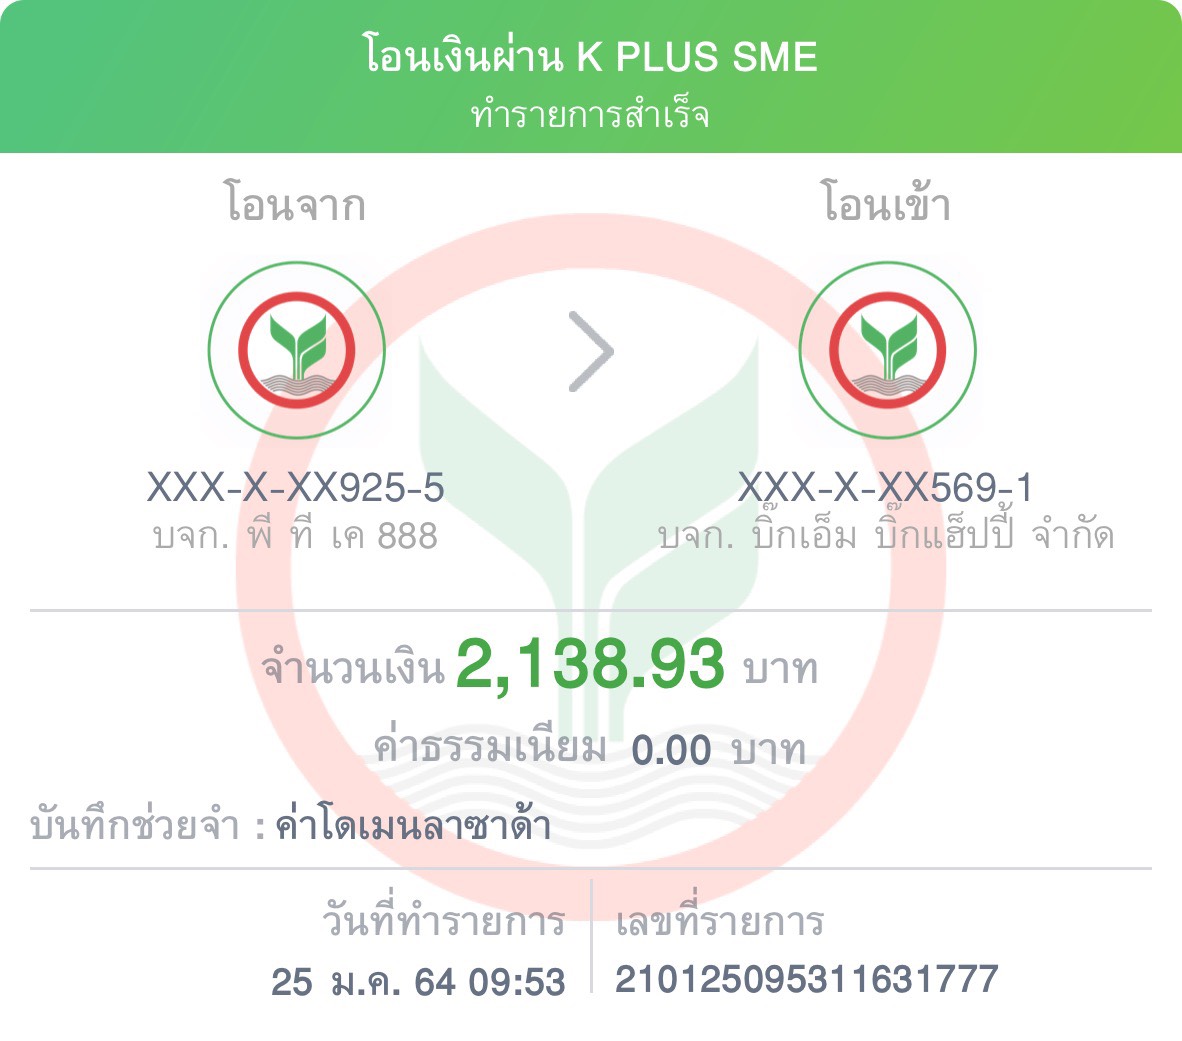 โอนเงินผ่าน K PLUS SME
ทำรายการสำเร็จ
โอนจาก
โอนเข้า
XXX-X-XX925-5
บจก. พี ที เค 888
XXX-X-XX569-1
บจก. บิ๊กเอ็ม บิ๊กแฮ็ปปี้ จำกัด
จำนวนเงิน 2,138.93 บาท
ค่าธรรมเนียม 0.00 บาท
บันทึกช่วยจำ : ค่าโดเมนลาซาด้า
วันที่ทำรายการ
25 ม.ค. 64 09:53
เลขที่รายการ
210125095311631777